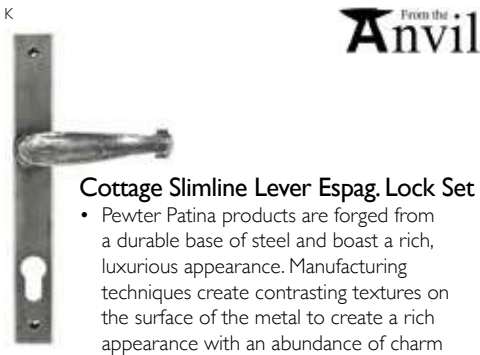 K
From the
Anvil
Cottage Slimline Lever Espag. Lock Set
• Pewter Patina products are forged from
a durable base of steel and boast a rich,
luxurious appearance. Manufacturing
techniques create contrasting textures on
the surface of the metal to create a rich
appearance with an abundance of charm